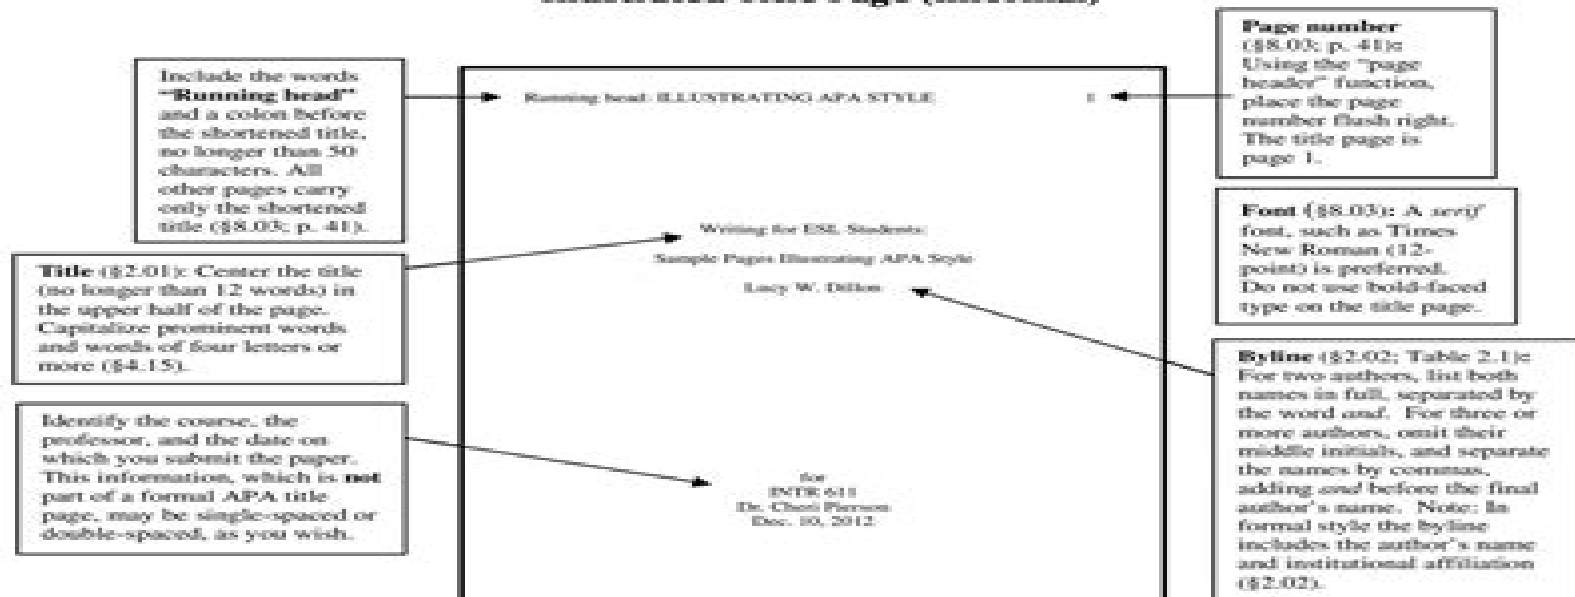 Include the words
"Running head"
and a colon before
the shortened title,
no longer than 50
characters. All
other pages carry
only the shortened
title (§8.03; p. 41).
Title (§2.01): Center the title
(no longer than 12 words) in
the upper half of the page.
Capitalize prominent words
and words of four letters or
more (§4.15).
Identify the course, the
professor, and the date on
which you submit the paper.
This information, which is not
part of a formal APA title
page, may be single-spaced or
double-spaced, as you wish.
Running head: ILLUSTRATING APA STYLE 1
Writing for ESL Students:
Sample Pages Illustrating APA Style
Lucy W. Dillon
for
INTR 611
Dr. Cheri Pierson
Dec. 10, 2012
Page number
(§8.03; p. 41):
Using the "page
header" function,
place the page
number flush right.
The title page is
page 1.
Font (§8.03): A serif
font, such as Times
New Roman (12-
point) is preferred.
Do not use bold-faced
type on the title page.
Byline (§2.02; Table 2.1):
For two authors, list both
names in full, separated by
the word and. For three or
more authors, omit their
middle initials, and separate
the names by commas,
adding and before the final
author's name. Note: In
formal style the byline
includes the author's name
and institutional affiliation
(§2.02).